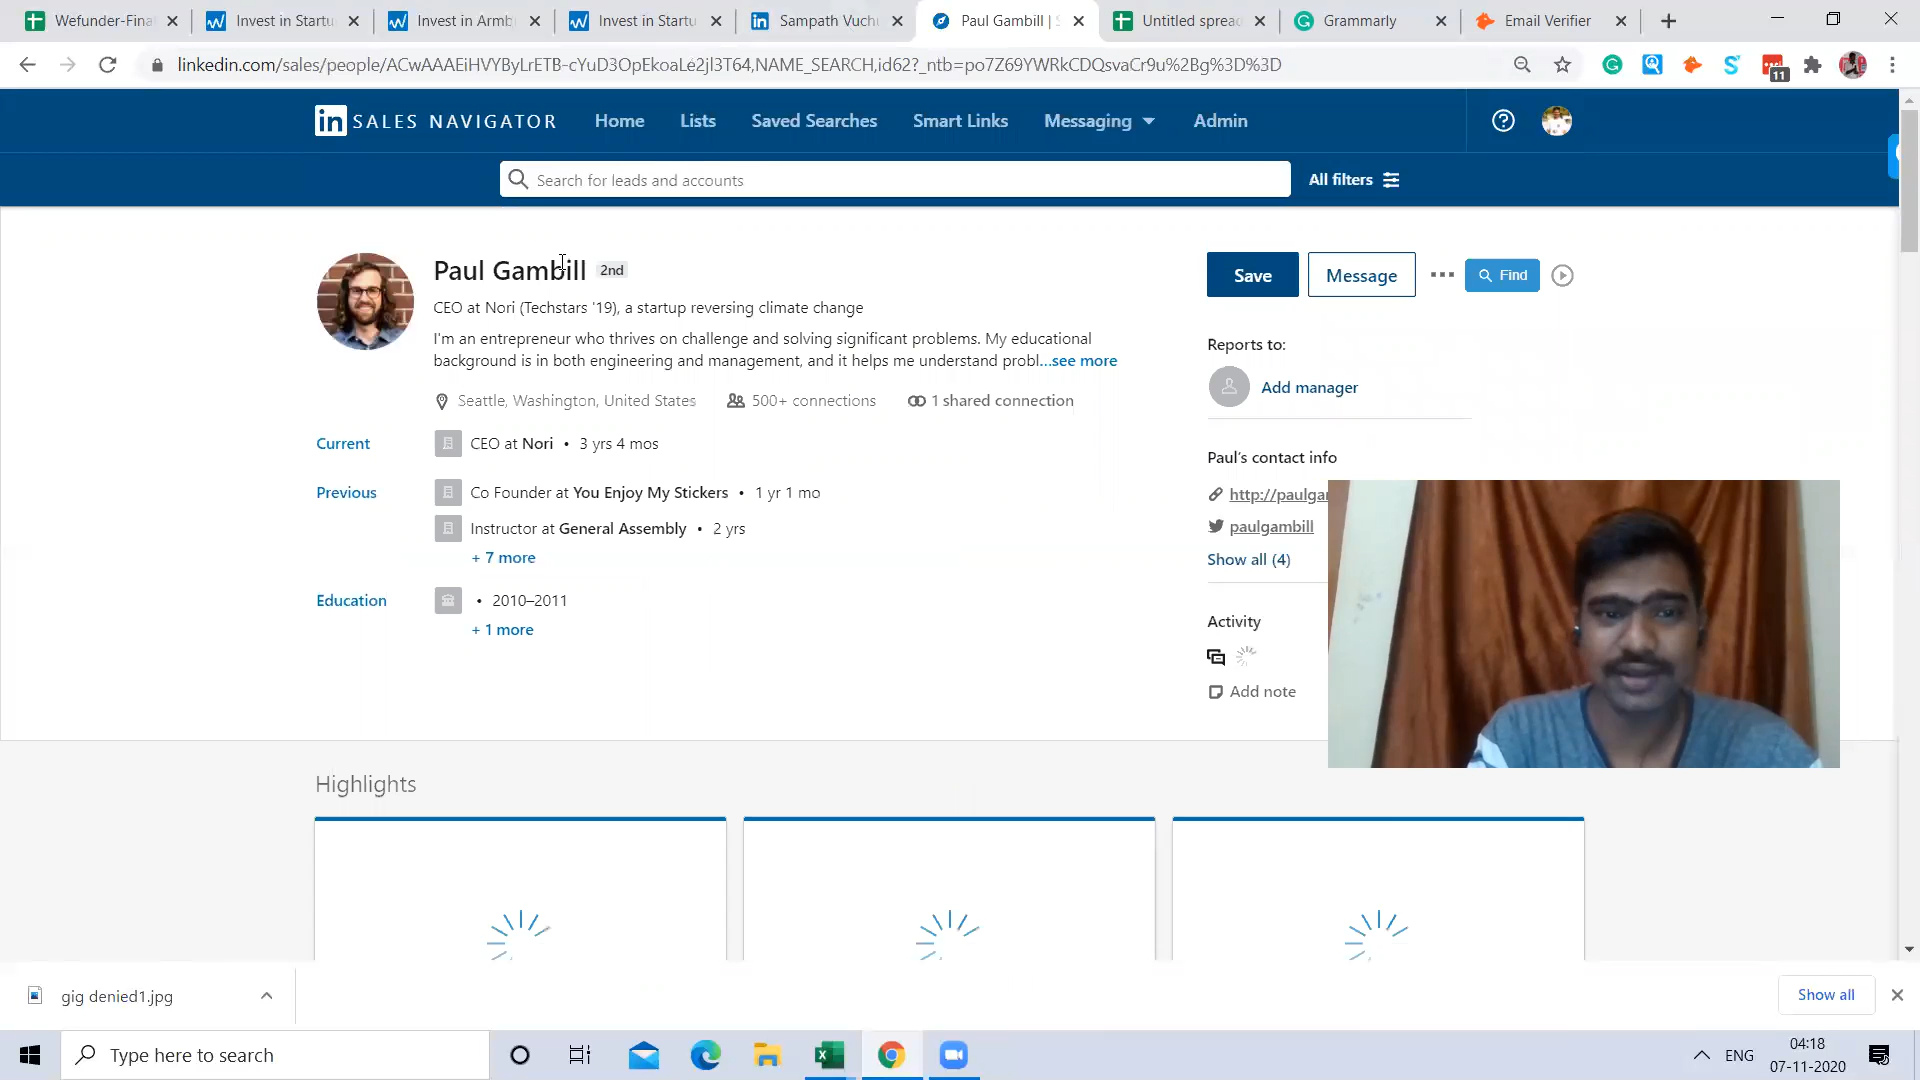 Wefunder-Final
Invest in Startu
Invest in Armb
Invest in Startu
Sampath Vuchu
Paul Gambill | S
Untitled spread
Grammarly
Email Verifier
linkedin.com/sales/people/ACwAAAEiHVYByLrETB-cYuD3OpEkoaLe2jl3T64,NAME_SEARCH,id62?_ntb=po7Z69YWRkCDQsvaCr9u%2Bg%3D%3D
11
in SALES NAVIGATOR
Home
Lists
Saved Searches
Smart Links
Messaging
Admin
Search for leads and accounts
All filters
Paul Gambill 2nd
CEO at Nori (Techstars '19), a startup reversing climate change
I'm an entrepreneur who thrives on challenge and solving significant problems. My educational
background is in both engineering and management, and it helps me understand probl...see more
Seattle, Washington, United States
500+ connections
1 shared connection
Current
CEO at Nori • 3 yrs 4 mos
Previous
Co Founder at You Enjoy My Stickers • 1 yr 1 mo
Instructor at General Assembly • 2 yrs
+ 7 more
Education
• 2010–2011
+ 1 more
Save
Message
Find
Reports to:
Add manager
Paul's contact info
http://paulgam
paulgambill
Show all (4)
Activity
Add note
Highlights
gig denied1.jpg
Show all
Type here to search
ENG
04:18
07-11-2020